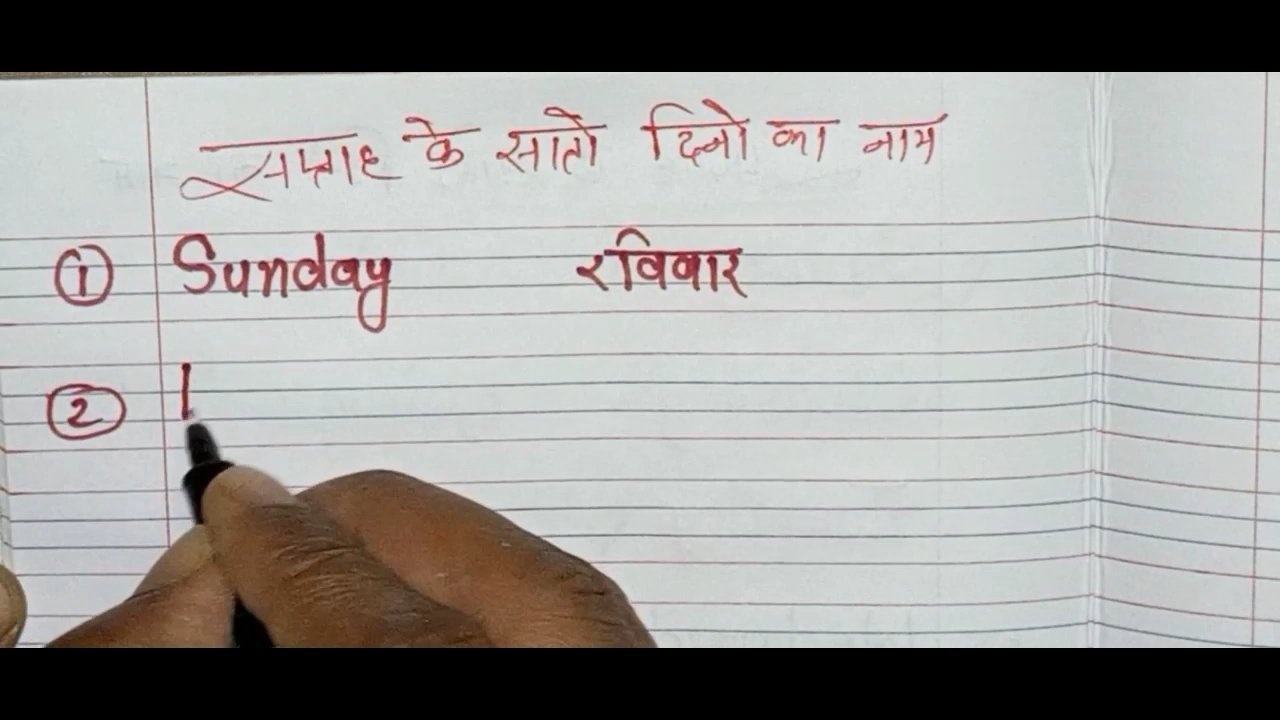 सप्ताह के सातो दिनो का नाम
① Sunday रविवार
②